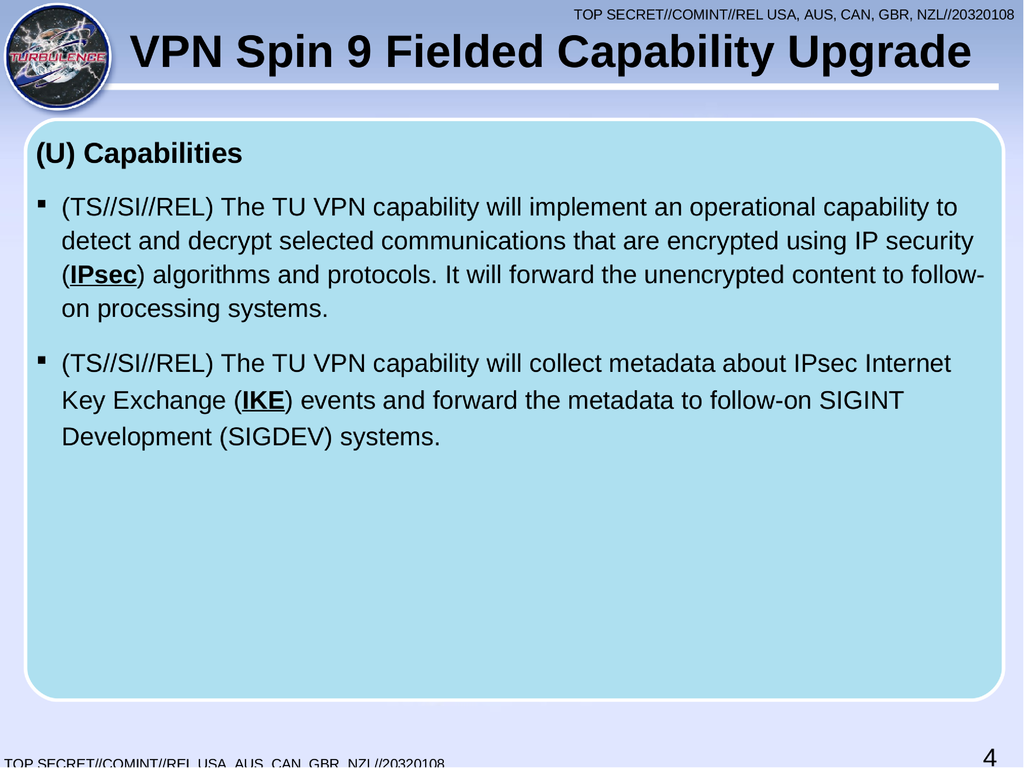 TOP SECRET//COMINT//REL USA, AUS, CAN, GBR, NZL//20320108
TURBULENCE
VPN Spin 9 Fielded Capability Upgrade
(U) Capabilities
▪ (TS//SI//REL) The TU VPN capability will implement an operational capability to
detect and decrypt selected communications that are encrypted using IP security
(IPsec) algorithms and protocols. It will forward the unencrypted content to follow-
on processing systems.
▪ (TS//SI//REL) The TU VPN capability will collect metadata about IPsec Internet
Key Exchange (IKE) events and forward the metadata to follow-on SIGINT
Development (SIGDEV) systems.
4
TOP SECRET//COMINT//REL USA, AUS, CAN, GBR, NZL//20320108